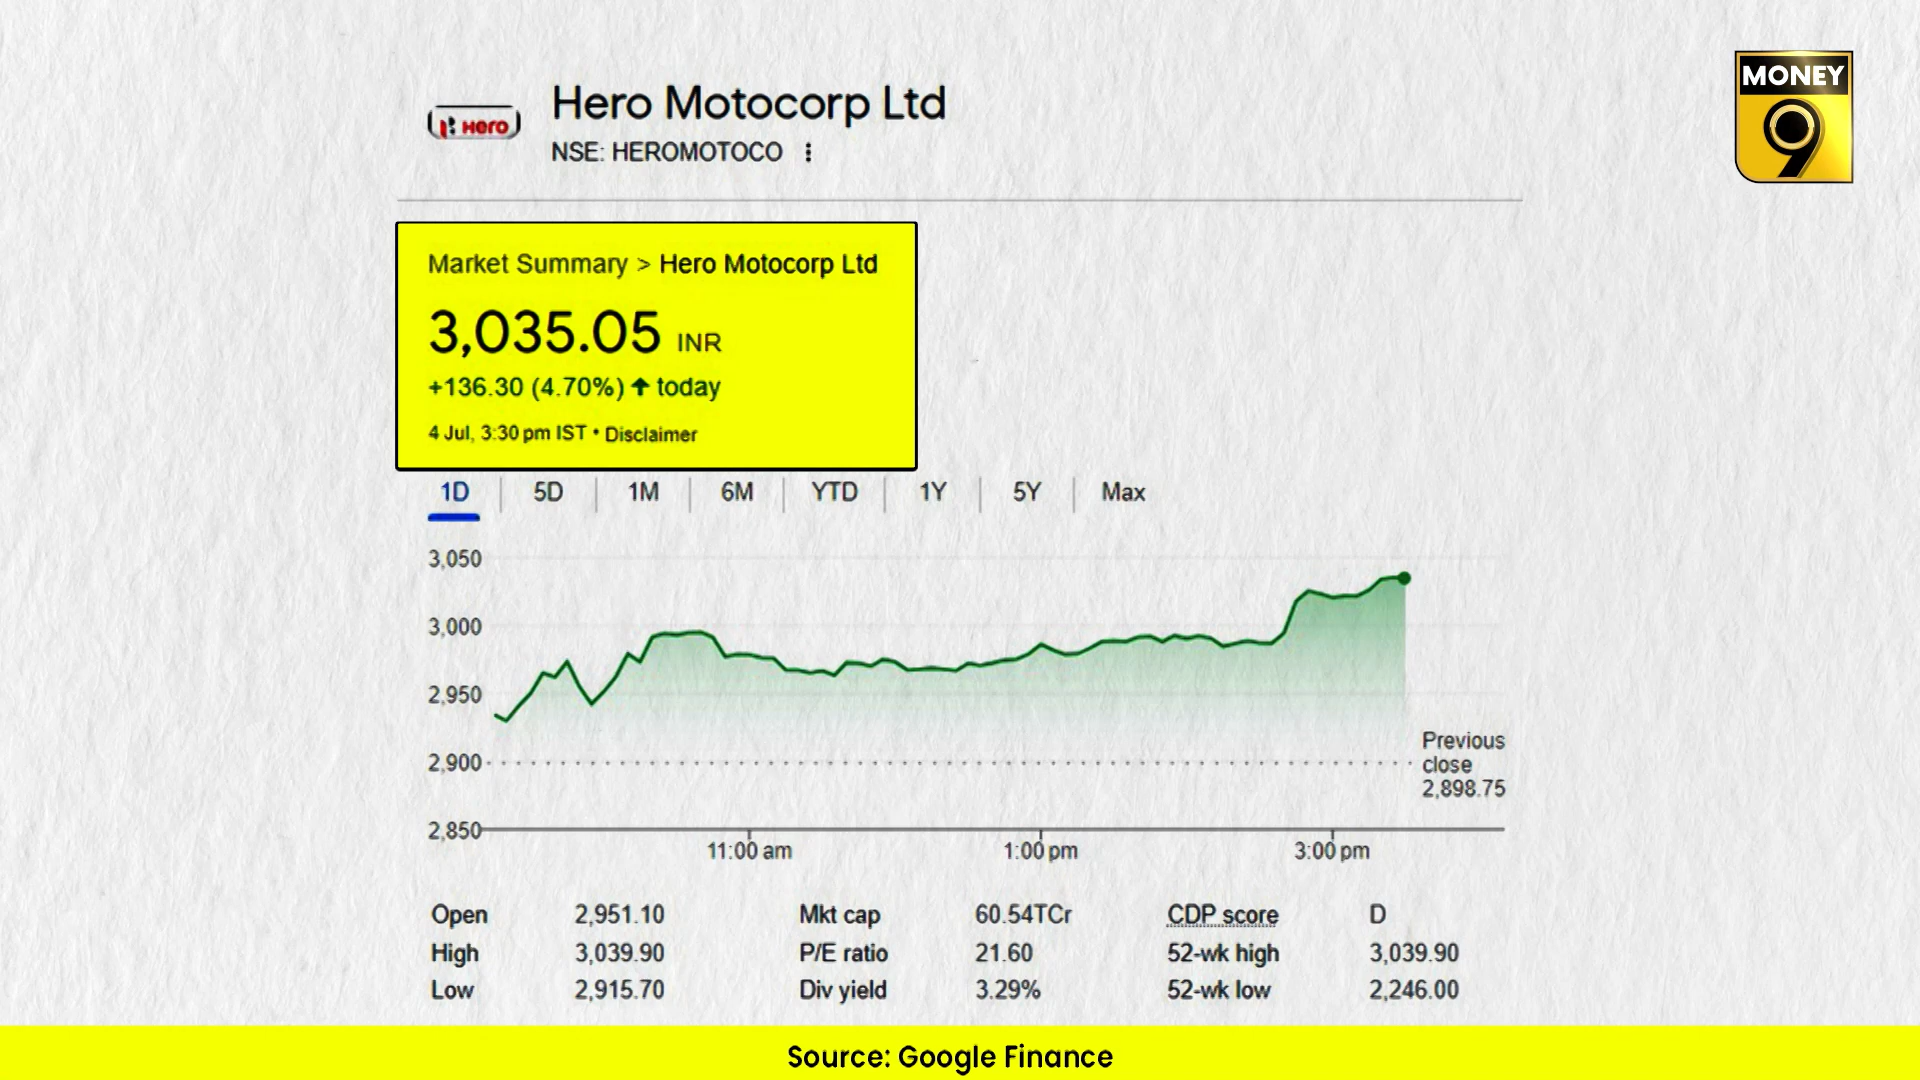 MONEY
9
Hero
Hero Motocorp Ltd
NSE: HEROMOTOCO
Market Summary > Hero Motocorp Ltd
3,035.05 INR
+136.30 (4.70%) ↑ today
4 Jul, 3:30 pm IST • Disclaimer
1D 5D 1M 6M YTD 1Y 5Y Max
3,050
3,000
2,950
2,900
2,850
Previous
close
2,898.75
11:00 am 1:00 pm 3:00 pm
Open 2,951.10 Mkt cap 60.54TCr CDP score D
High 3,039.90 P/E ratio 21.60 52-wk high 3,039.90
Low 2,915.70 Div yield 3.29% 52-wk low 2,246.00
Source: Google Finance